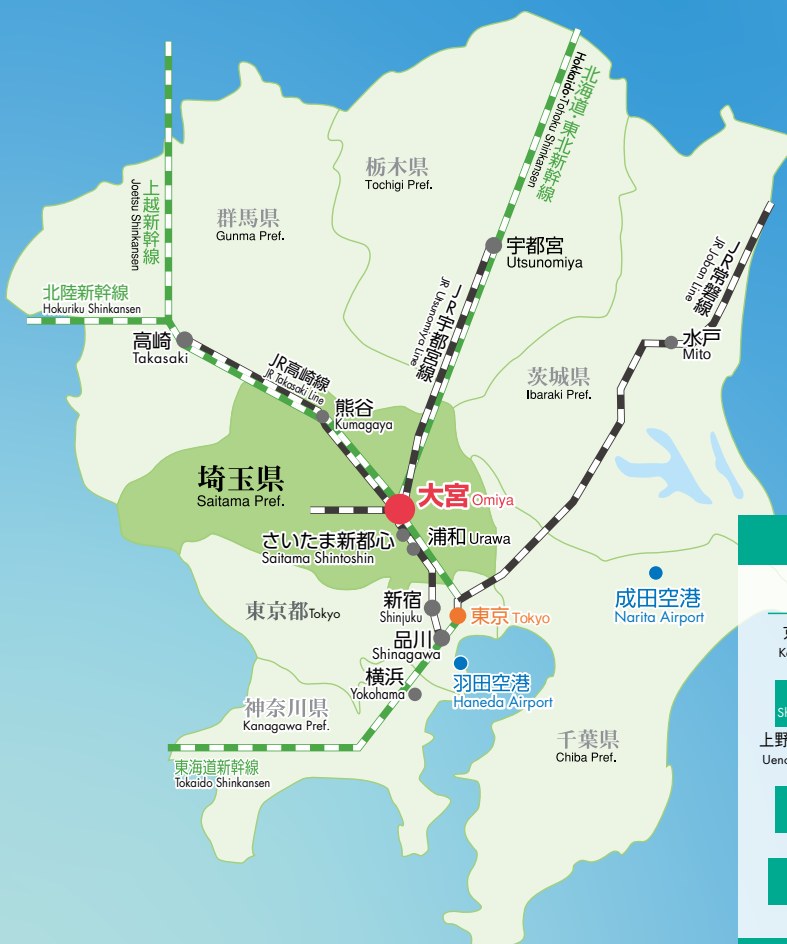 北海道・東北新幹線
Hokkaido・Tohoku Shinkansen
栃木県
Tochigi Pref.
上越新幹線
Joetsu Shinkansen
群馬県
Gunma Pref.
宇都宮
Utsunomiya
JR常磐線
JR Joban Line
北陸新幹線
Hokuriku Shinkansen
JR宇都宮線
JR Utsunomiya Line
高崎
Takasaki
水戸
Mito
JR高崎線
JR Takasaki Line
茨城県
Ibaraki Pref.
熊谷
Kumagaya
埼玉県
Saitama Pref.
大宮 Omiya
さいたま新都心
Saitama Shintoshin
浦和 Urawa
成田空港
Narita Airport
東京都 Tokyo
新宿
Shinjuku
東京 Tokyo
品川
Shinagawa
横浜
Yokohama
羽田空港
Haneda Airport
神奈川県
Kanagawa Pref.
千葉県
Chiba Pref.
東海道新幹線
Tokaido Shinkansen
上野